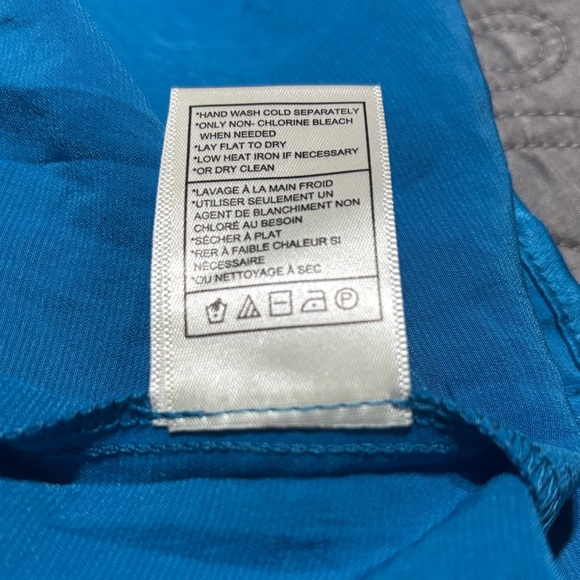 *HAND WASH COLD SEPARATELY
*ONLY NON- CHLORINE BLEACH
WHEN NEEDED
*LAY FLAT TO DRY
*LOW HEAT IRON IF NECESSARY
*OR DRY CLEAN
*LAVAGE À LA MAIN FROID
*UTILISER SEULEMENT UN
AGENT DE BLANCHIMENT NON
CHLORÉ AU BESOIN
*SÉCHER À PLAT
*RER À FAIBLE CHALEUR SI
NÉCESSAIRE
*OU NETTOYAGE À SEC
P